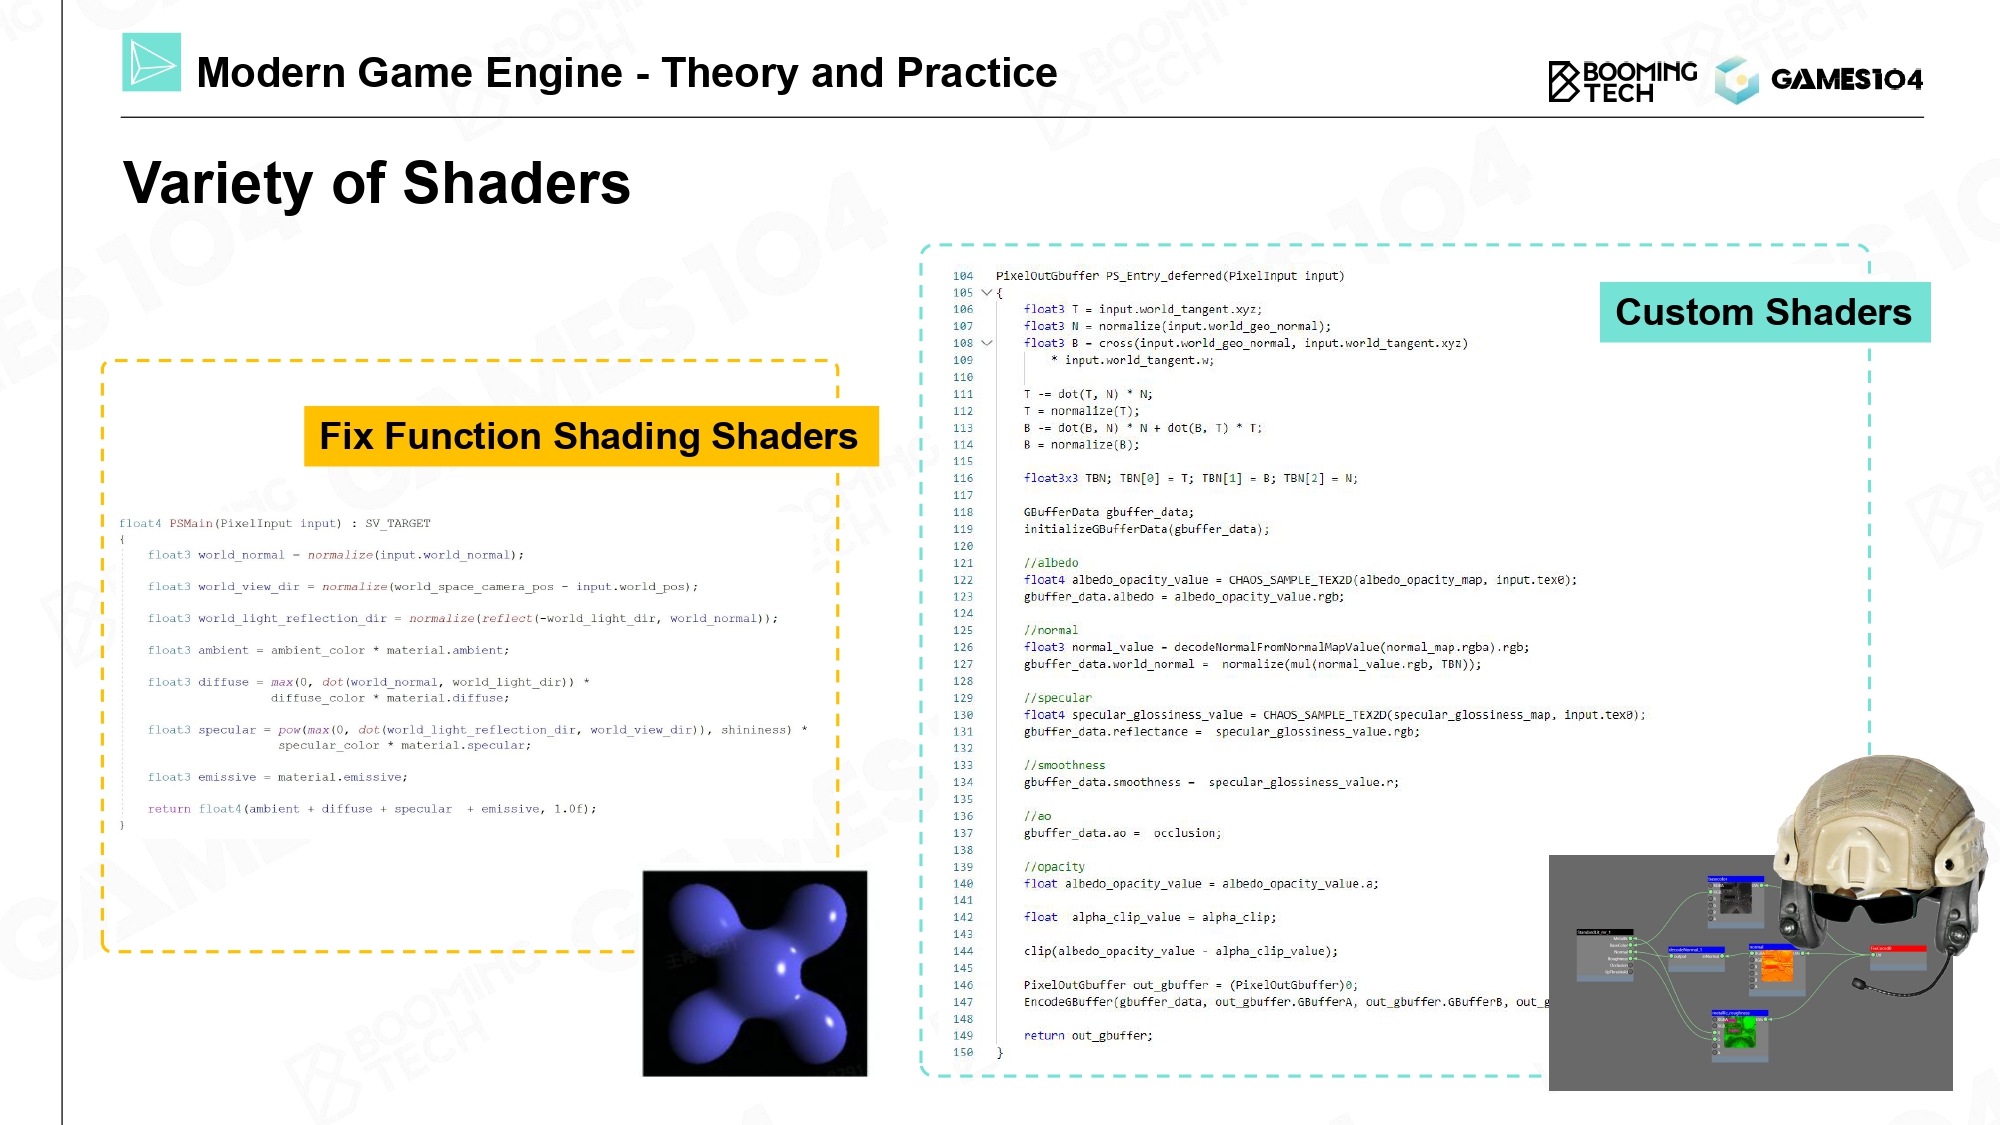 Modern Game Engine - Theory and Practice
BOOMING
TECH
GAMES104
Variety of Shaders
Fix Function Shading Shaders
float4 PSMain(PixelInput input) : SV_TARGET
{
float3 world_normal = normalize(input.world_normal);
float3 world_view_dir = normalize(world_space_camera_pos - input.world_pos);
float3 world_light_reflection_dir = normalize(reflect(-world_light_dir, world_normal));
float3 ambient = ambient_color * material.ambient;
float3 diffuse = max(0, dot(world_normal, world_light_dir)) *
diffuse_color * material.diffuse;
float3 specular = pow(max(0, dot(world_light_reflection_dir, world_view_dir)), shininess) *
specular_color * material.specular;
float3 emissive = material.emissive;
return float4(ambient + diffuse + specular + emissive, 1.0f);
}
Custom Shaders
104 PixelOutGbuffer PS_Entry_deferred(PixelInput input)
105 {
106 float3 T = input.world_tangent.xyz;
107 float3 N = normalize(input.world_geo_normal);
108 float3 B = cross(input.world_geo_normal, input.world_tangent.xyz)
109 * input.world_tangent.w;
110
111 T -= dot(T, N) * N;
112 T = normalize(T);
113 B -= dot(B, N) * N + dot(B, T) * T;
114 B = normalize(B);
115
116 float3x3 TBN; TBN[0] = T; TBN[1] = B; TBN[2] = N;
117
118 GBufferData gbuffer_data;
119 initializeGBufferData(gbuffer_data);
120
121 //albedo
122 float4 albedo_opacity_value = CHAOS_SAMPLE_TEX2D(albedo_opacity_map, input.tex0);
123 gbuffer_data.albedo = albedo_opacity_value.rgb;
124
125 //normal
126 float3 normal_value = decodeNormalFromNormalMapValue(normal_map.rgba).rgb;
127 gbuffer_data.world_normal = normalize(mul(normal_value.rgb, TBN));
128
129 //specular
130 float4 specular_glossiness_value = CHAOS_SAMPLE_TEX2D(specular_glossiness_map, input.tex0);
131 gbuffer_data.reflectance = specular_glossiness_value.rgb;
132
133 //smoothness
134 gbuffer_data.smoothness = specular_glossiness_value.r;
135
136 //ao
137 gbuffer_data.ao = occlusion;
138
139 //opacity
140 float albedo_opacity_value = albedo_opacity_value.a;
141
142 float alpha_clip_value = alpha_clip;
143
144 clip(albedo_opacity_value - alpha_clip_value);
145
146 PixelOutGbuffer out_gbuffer = (PixelOutGbuffer)0;
147 EncodeGBuffer(gbuffer_data, out_gbuffer.GBufferA, out_gbuffer.GBufferB, out_g
148
149 return out_gbuffer;
150 }
basecolor
normal